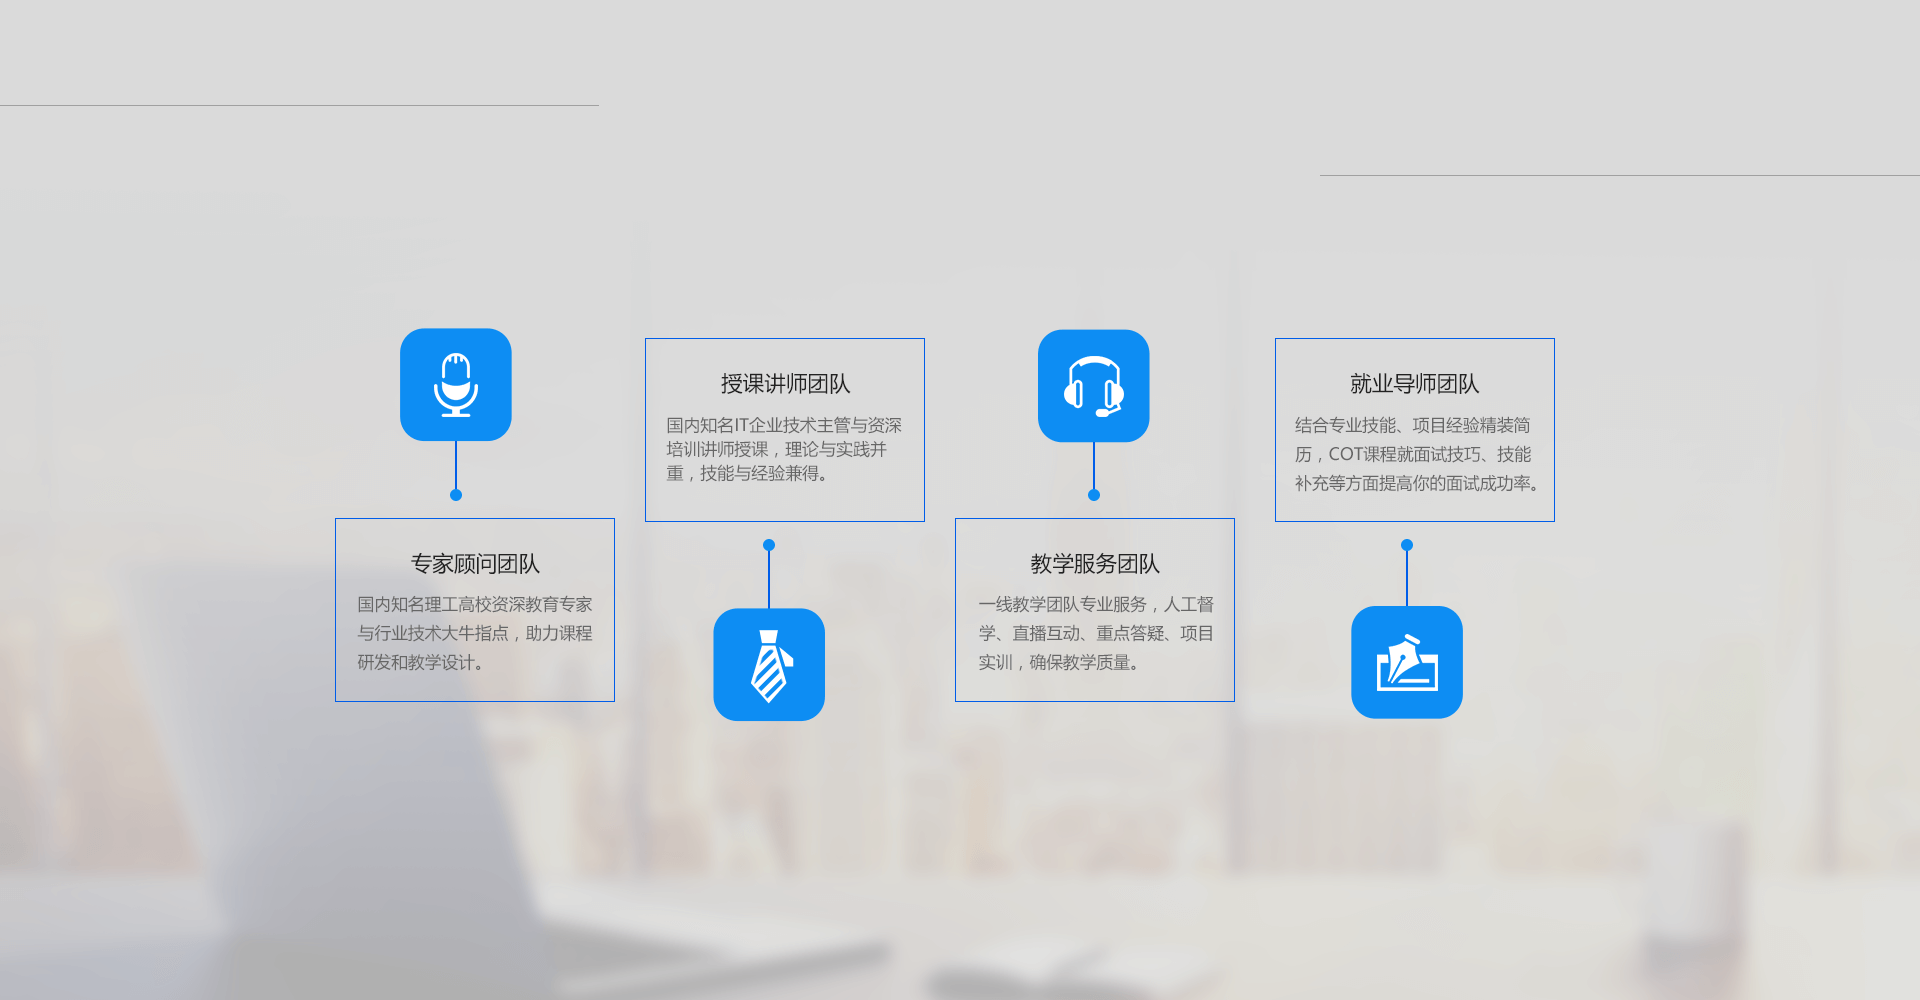 专家顾问团队
国内知名理工高校资深教育专家
与行业技术大牛指点，助力课程
研发和教学设计。
授课讲师团队
国内知名IT企业技术主管与资深
培训讲师授课，理论与实践并
重，技能与经验兼得。
教学服务团队
一线教学团队专业服务，人工督
学、直播互动、重点答疑、项目
实训，确保教学质量。
就业导师团队
结合专业技能、项目经验精装简
历，COT课程就面试技巧、技能
补充等方面提高你的面试成功率。